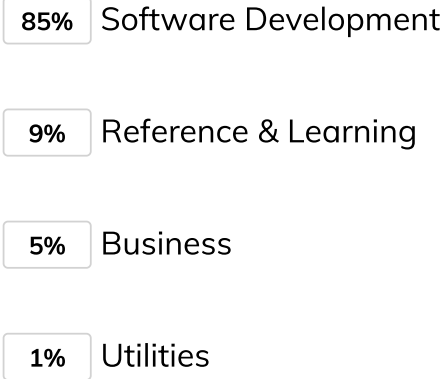 85% Software Development
9% Reference & Learning
5% Business
1% Utilities